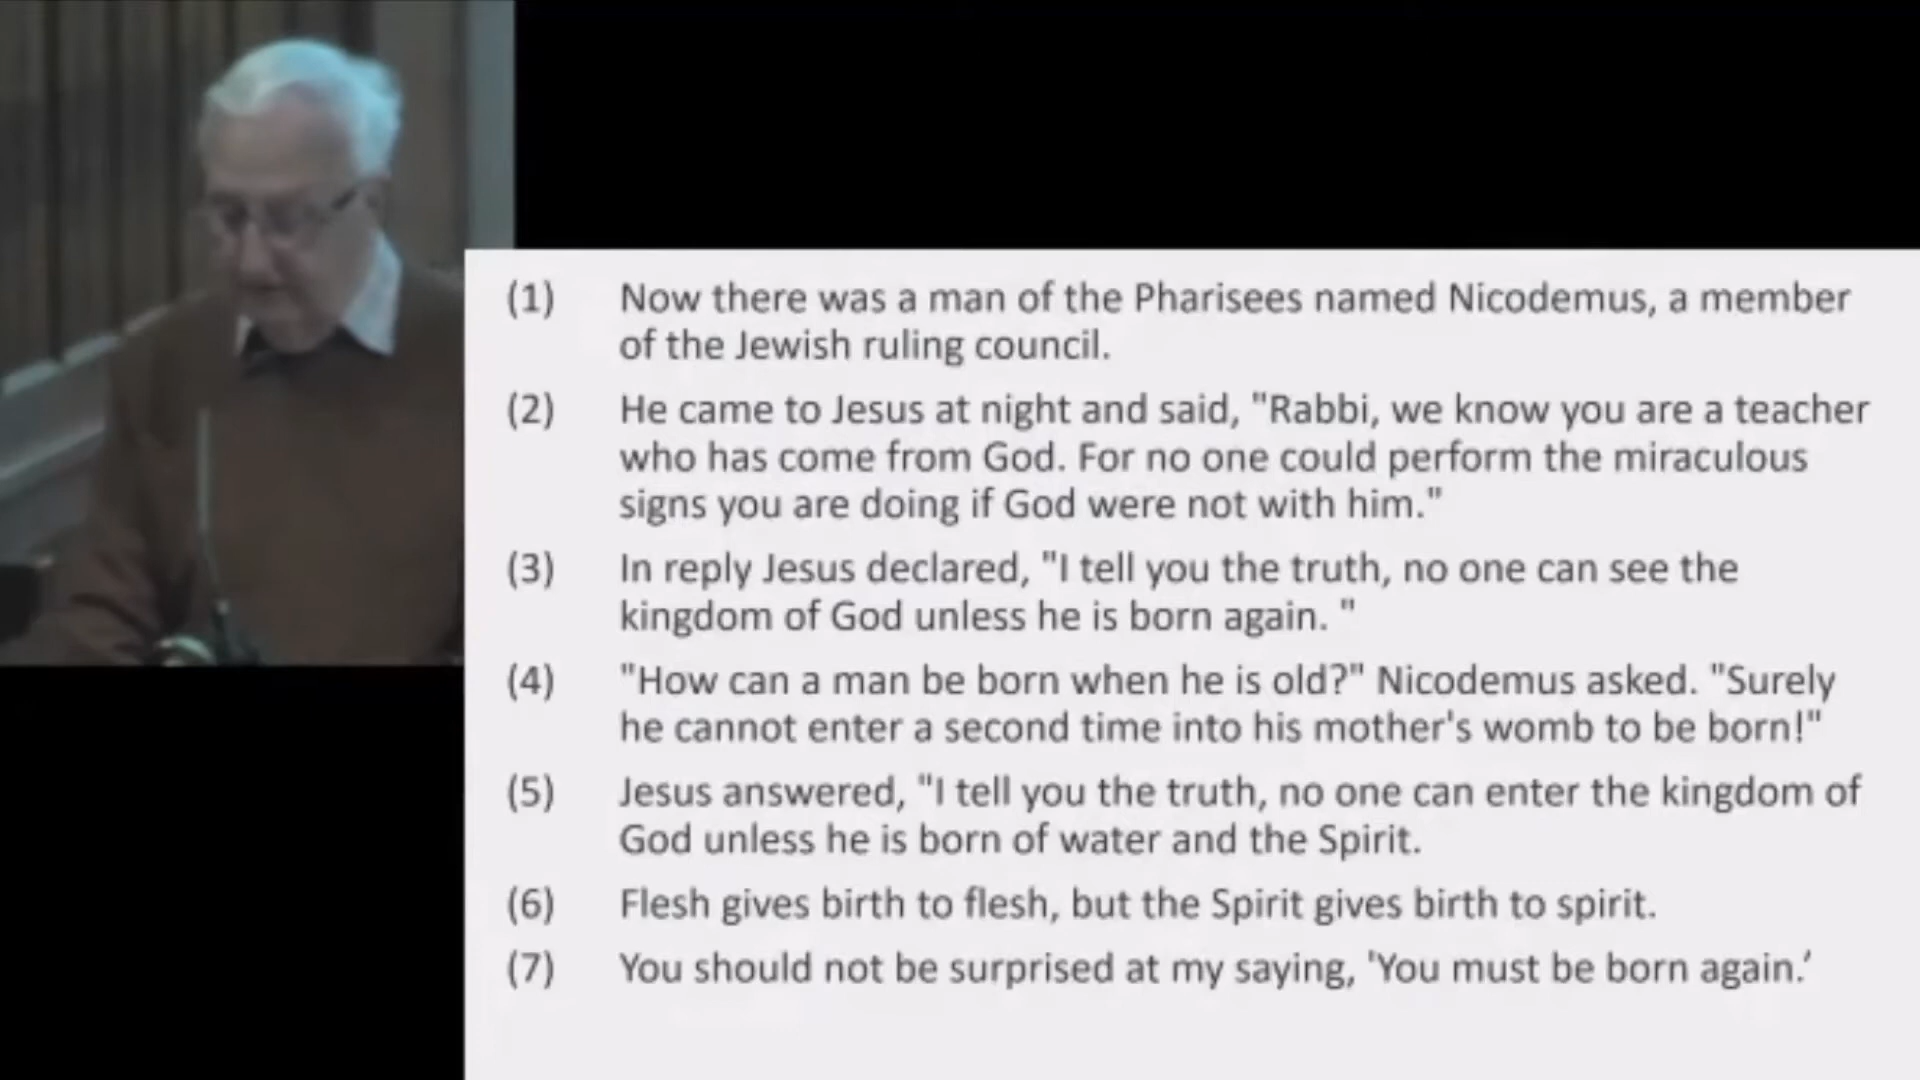 (1) Now there was a man of the Pharisees named Nicodemus, a member
of the Jewish ruling council.
(2) He came to Jesus at night and said, "Rabbi, we know you are a teacher
who has come from God. For no one could perform the miraculous
signs you are doing if God were not with him."
(3) In reply Jesus declared, "I tell you the truth, no one can see the
kingdom of God unless he is born again. "
(4) "How can a man be born when he is old?" Nicodemus asked. "Surely
he cannot enter a second time into his mother's womb to be born!"
(5) Jesus answered, "I tell you the truth, no one can enter the kingdom of
God unless he is born of water and the Spirit.
(6) Flesh gives birth to flesh, but the Spirit gives birth to spirit.
(7) You should not be surprised at my saying, 'You must be born again.'